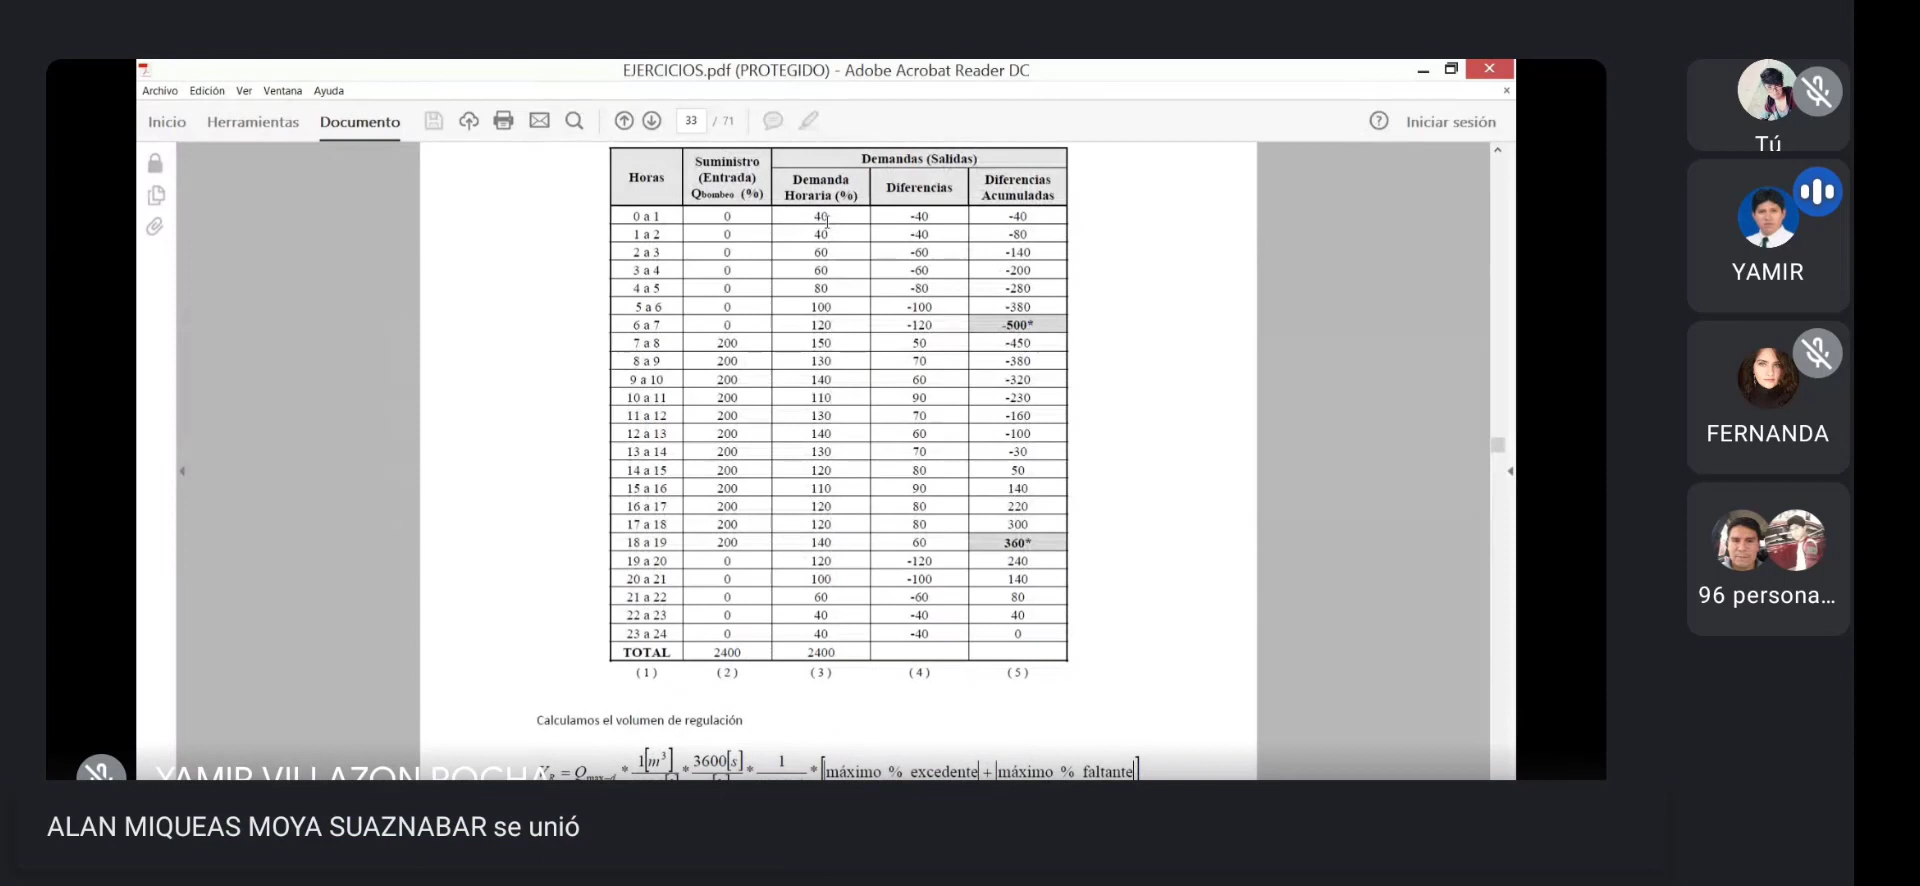 EJERCICIOS.pdf (PROTEGIDO) - Adobe Acrobat Reader DC
Archivo Edición Ver Ventana Ayuda
Inicio Herramientas Documento 33 / 71 Iniciar sesión
Horas Suministro (Entrada) Qbombeo (%) Demandas (Salidas)
Demanda Horaria (%) Diferencias Diferencias Acumuladas
0 a 1 0 40 -40 -40
1 a 2 0 40 -40 -80
2 a 3 0 60 -60 -140
3 a 4 0 60 -60 -200
4 a 5 0 80 -80 -280
5 a 6 0 100 -100 -380
6 a 7 0 120 -120 -500*
7 a 8 200 150 50 -450
8 a 9 200 130 70 -380
9 a 10 200 140 60 -320
10 a 11 200 110 90 -230
11 a 12 200 130 70 -160
12 a 13 200 140 60 -100
13 a 14 200 130 70 -30
14 a 15 200 120 80 50
15 a 16 200 110 90 140
16 a 17 200 120 80 220
17 a 18 200 120 80 300
18 a 19 200 140 60 360*
19 a 20 0 120 -120 240
20 a 21 0 100 -100 140
21 a 22 0 60 -60 80
22 a 23 0 40 -40 40
23 a 24 0 40 -40 0
TOTAL 2400 2400
(1) (2) (3) (4) (5)
Calculamos el volumen de regulación
= Q * 1[m³] * 3600[s] * 1 * [|máximo % excedente| + |máximo % faltante|]
YAMIR VILLAZON ROCHA
ALAN MIQUEAS MOYA SUAZNABAR se unió
Tú
YAMIR
FERNANDA
96 persona...